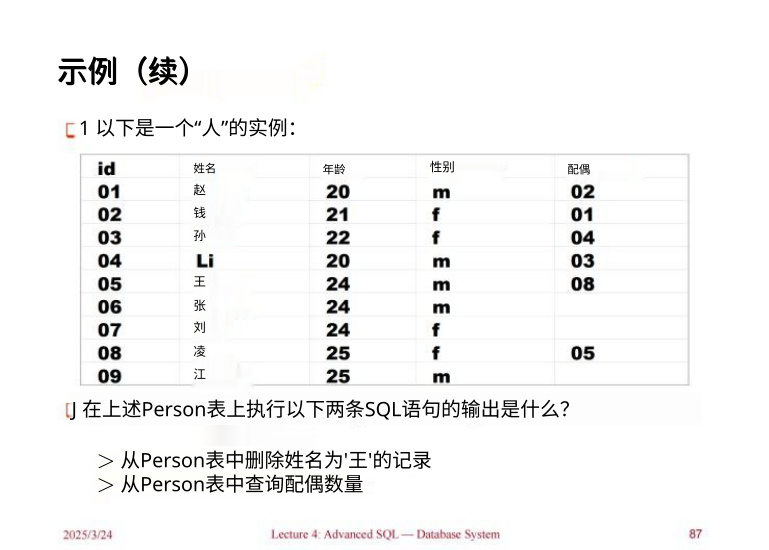 示例（续）
1 以下是一个“人”的实例：
id 姓名 年龄 性别 配偶
01 赵 20 m 02
02 钱 21 f 01
03 孙 22 f 04
04 Li 20 m 03
05 王 24 m 08
06 张 24 m
07 刘 24 f
08 凌 25 f 05
09 江 25 m
J 在上述Person表上执行以下两条SQL语句的输出是什么？
＞ 从Person表中删除姓名为'王'的记录
＞ 从Person表中查询配偶数量
2025/3/24 Lecture 4: Advanced SQL — Database System 87